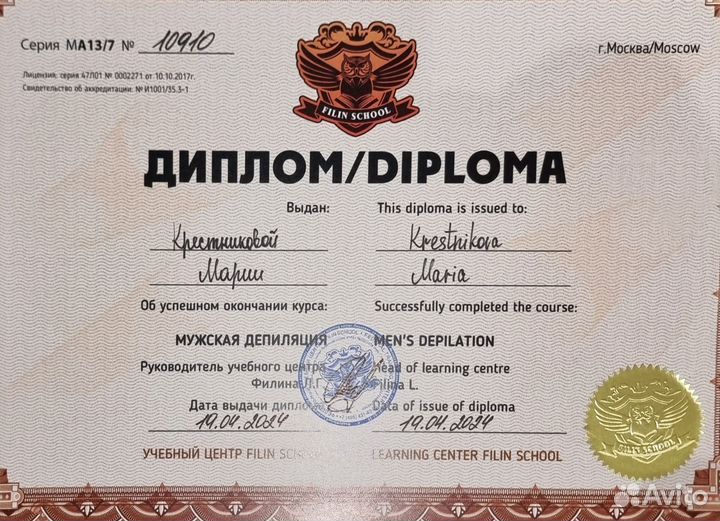 Серия МА13/7 № 10910
г.Москва/Moscow
Лицензия: серия 47Л01 № 0002271 от 10.10.2017г.
Свидетельство об аккредитации: № И1001/35.3-1
FILIN SCHOOL
ДИПЛОМ/DIPLOMA
Выдан: This diploma is issued to:
Крестниковой Krestnikova
Марии Maria
Об успешном окончании курса: Successfully completed the course:
МУЖСКАЯ ДЕПИЛЯЦИЯ MEN'S DEPILATION
Руководитель учебного центра Head of learning centre
Филина Л.Г. Filina L.
Дата выдачи диплома Data of issue of diploma
19.04.2024 19.04.2024
УЧЕБНЫЙ ЦЕНТР FILIN SCHOOL LEARNING CENTER FILIN SCHOOL
FILIN SCHOOL
Avito